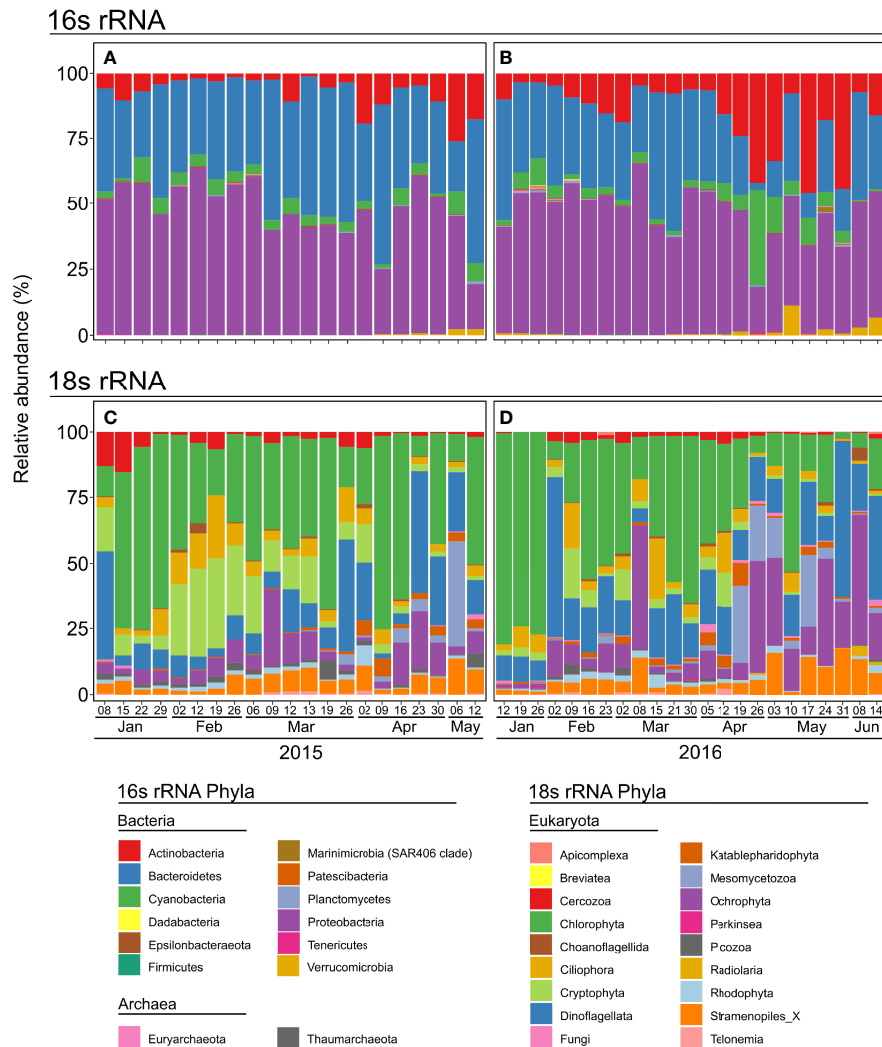 16s rRNA
A
B
100
75
50
25
0
Relative abundance (%)
18s rRNA
C
D
100
75
50
25
0
08 15 22 29 02 12 19 26 06 09 12 13 19 26 02 09 16 23 30 06 12
12 19 26 02 09 16 23 02 08 15 23 30 05 12 19 26 03 10 17 24 31 08 14
Jan Feb Mar Apr May
Jan Feb Mar Apr May Jun
2015
2016
16s rRNA Phyla
Bacteria
Actinobacteria
Bacteroidetes
Cyanobacteria
Dadabacteria
Epsilonbacteraeota
Firmicutes
Marinimicrobia (SAR406 clade)
Patescibacteria
Planctomycetes
Proteobacteria
Tenericutes
Verrucomicrobia
Archaea
Euryarchaeota
Thaumarchaeota
18s rRNA Phyla
Eukaryota
Apicomplexa
Breviatea
Cercozoa
Chlorophyta
Choanoflagellida
Ciliophora
Cryptophyta
Dinoflagellata
Fungi
Katablepharidophyta
Mesomycetozoa
Ochrophyta
Perkinsea
Picozoa
Radiolaria
Rhodophyta
Stramenopiles_X
Telonemia